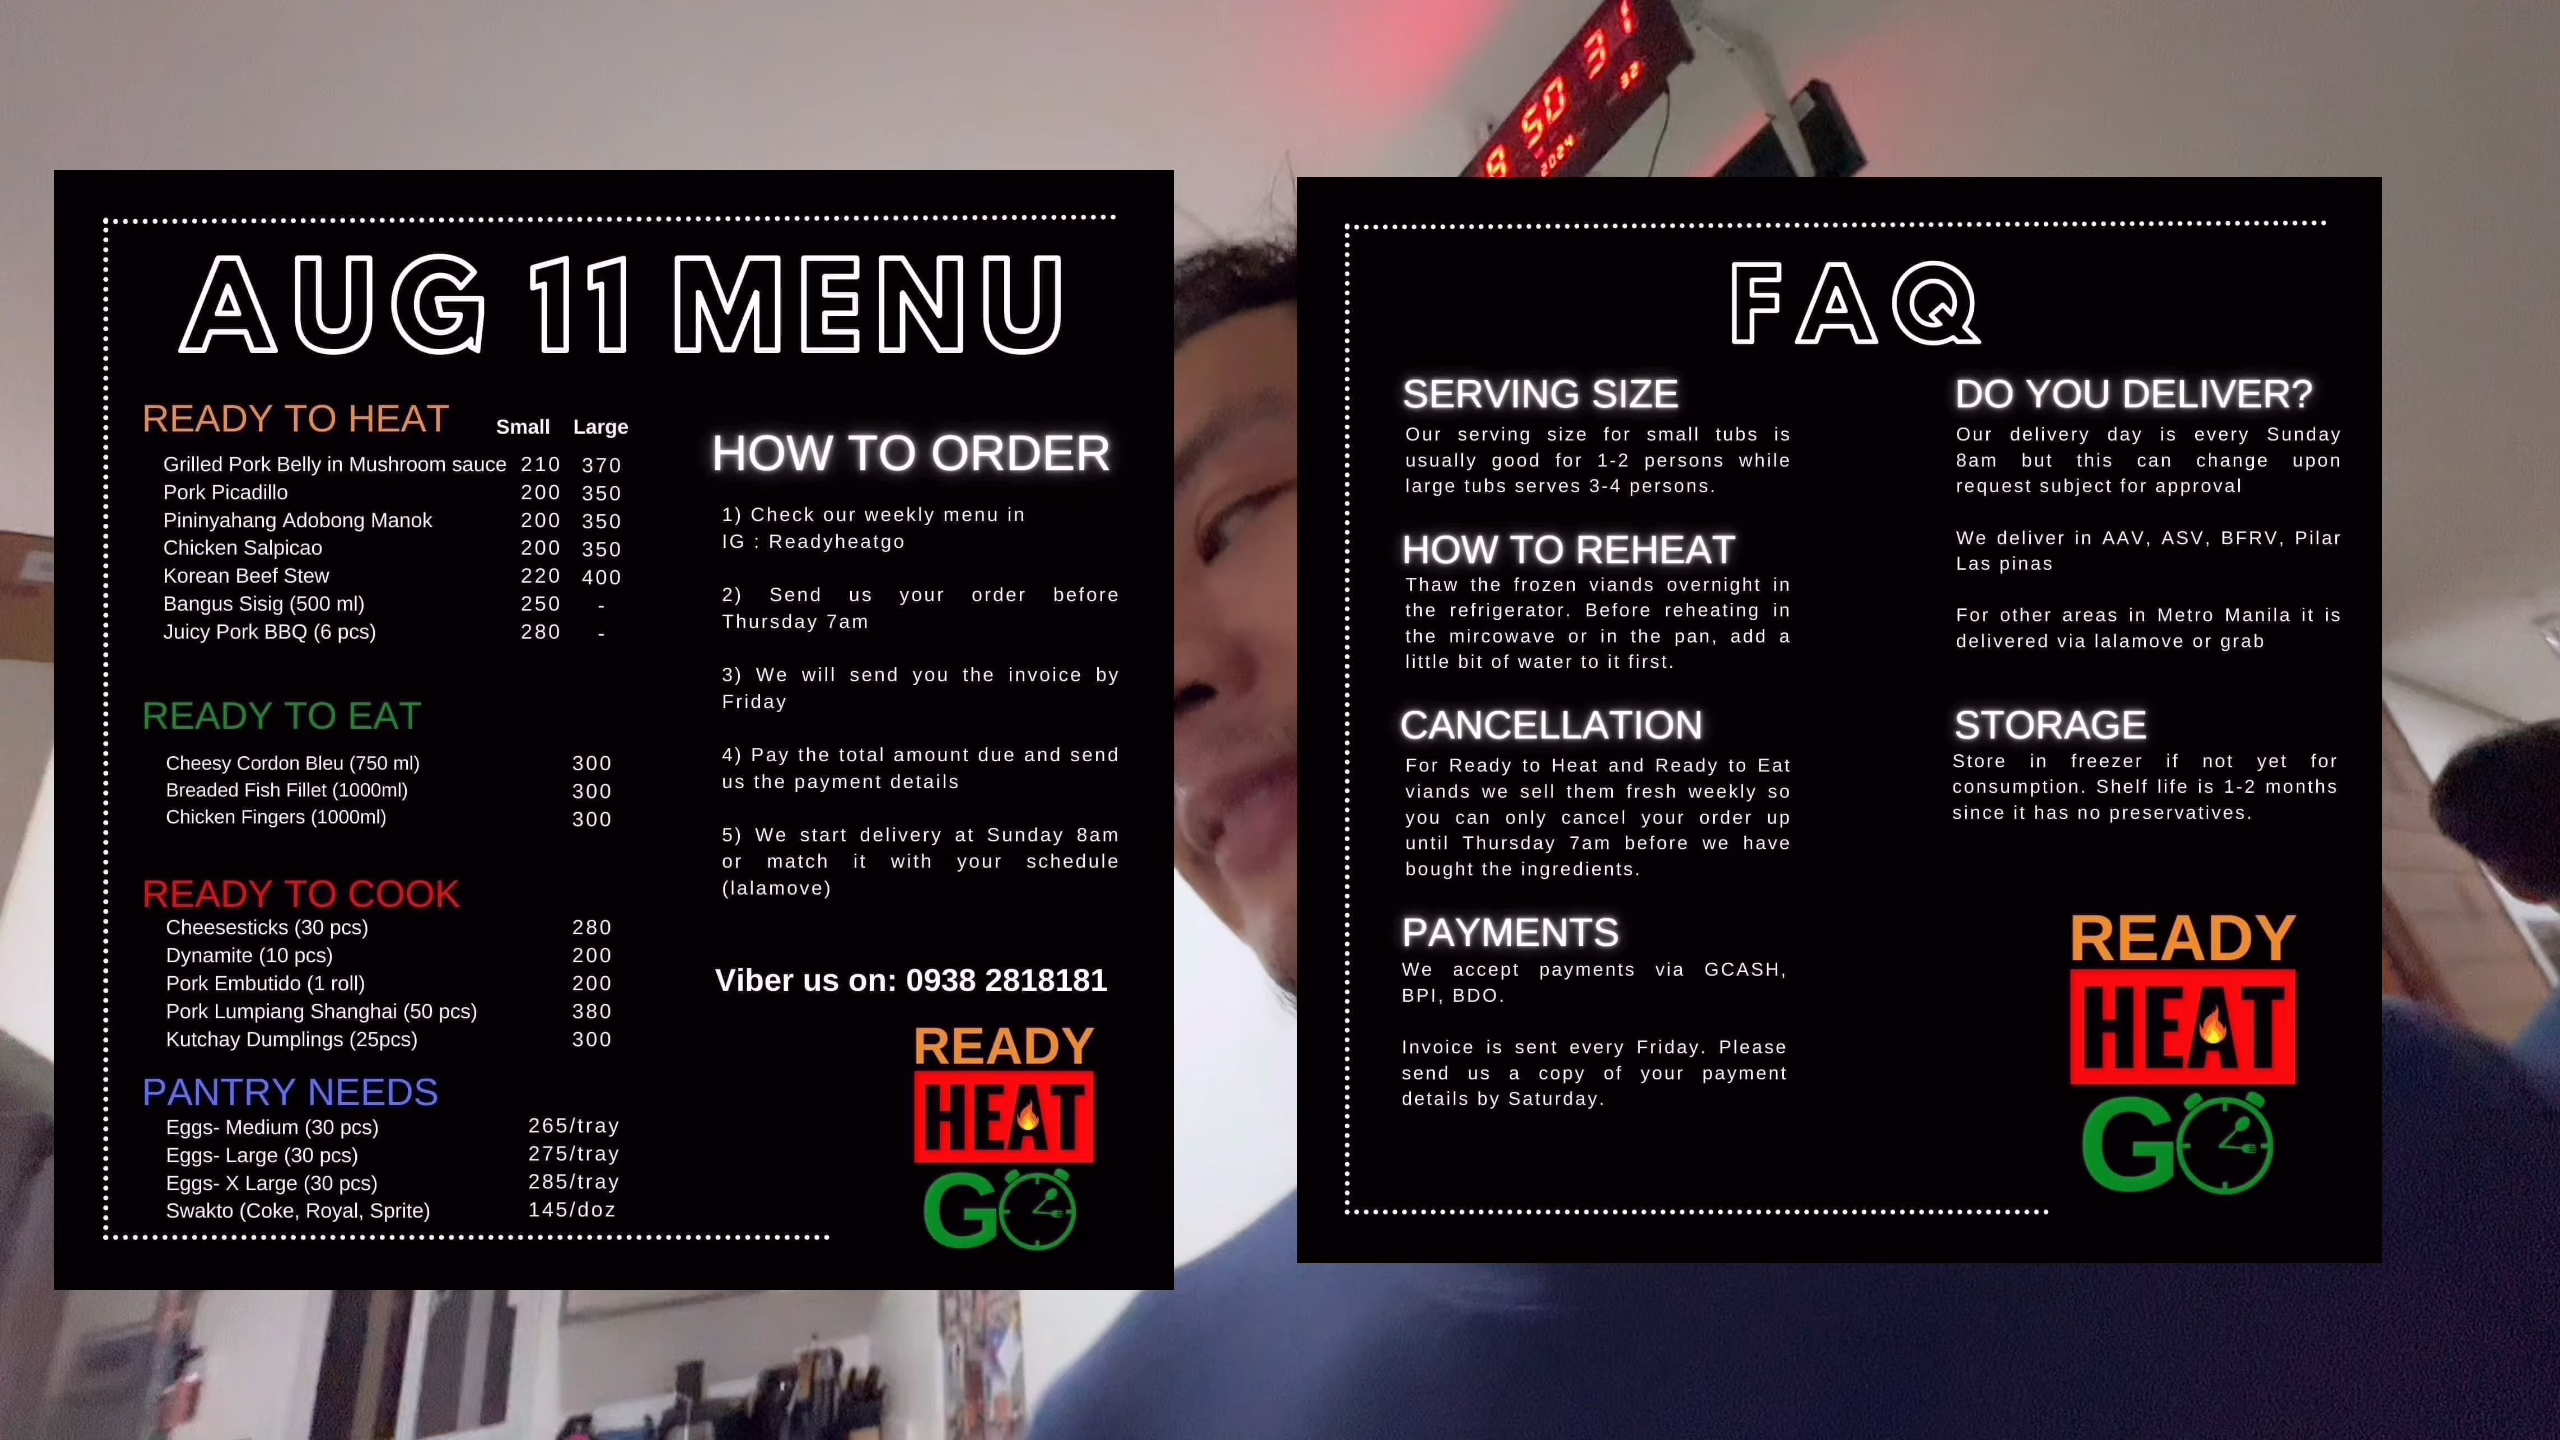 9 50 31
32
2024
AUG 11 MENU
READY TO HEAT Small Large
Grilled Pork Belly in Mushroom sauce 210 370
Pork Picadillo 200 350
Pininyahang Adobong Manok 200 350
Chicken Salpicao 200 350
Korean Beef Stew 220 400
Bangus Sisig (500 ml) 250 -
Juicy Pork BBQ (6 pcs) 280 -
READY TO EAT
Cheesy Cordon Bleu (750 ml) 300
Breaded Fish Fillet (1000ml) 300
Chicken Fingers (1000ml) 300
READY TO COOK
Cheesesticks (30 pcs) 280
Dynamite (10 pcs) 200
Pork Embutido (1 roll) 200
Pork Lumpiang Shanghai (50 pcs) 380
Kutchay Dumplings (25pcs) 300
PANTRY NEEDS
Eggs- Medium (30 pcs) 265/tray
Eggs- Large (30 pcs) 275/tray
Eggs- X Large (30 pcs) 285/tray
Swakto (Coke, Royal, Sprite) 145/doz
HOW TO ORDER
1) Check our weekly menu in
IG : Readyheatgo
2) Send us your order before
Thursday 7am
3) We will send you the invoice by
Friday
4) Pay the total amount due and send
us the payment details
5) We start delivery at Sunday 8am
or match it with your schedule
(lalamove)
Viber us on: 0938 2818181
READY
HEAT
GO
FAQ
SERVING SIZE
Our serving size for small tubs is
usually good for 1-2 persons while
large tubs serves 3-4 persons.
HOW TO REHEAT
Thaw the frozen viands overnight in
the refrigerator. Before reheating in
the mircowave or in the pan, add a
little bit of water to it first.
CANCELLATION
For Ready to Heat and Ready to Eat
viands we sell them fresh weekly so
you can only cancel your order up
until Thursday 7am before we have
bought the ingredients.
PAYMENTS
We accept payments via GCASH,
BPI, BDO.
Invoice is sent every Friday. Please
send us a copy of your payment
details by Saturday.
DO YOU DELIVER?
Our delivery day is every Sunday
8am but this can change upon
request subject for approval
We deliver in AAV, ASV, BFRV, Pilar
Las pinas
For other areas in Metro Manila it is
delivered via lalamove or grab
STORAGE
Store in freezer if not yet for
consumption. Shelf life is 1-2 months
since it has no preservatives.
READY
HEAT
GO